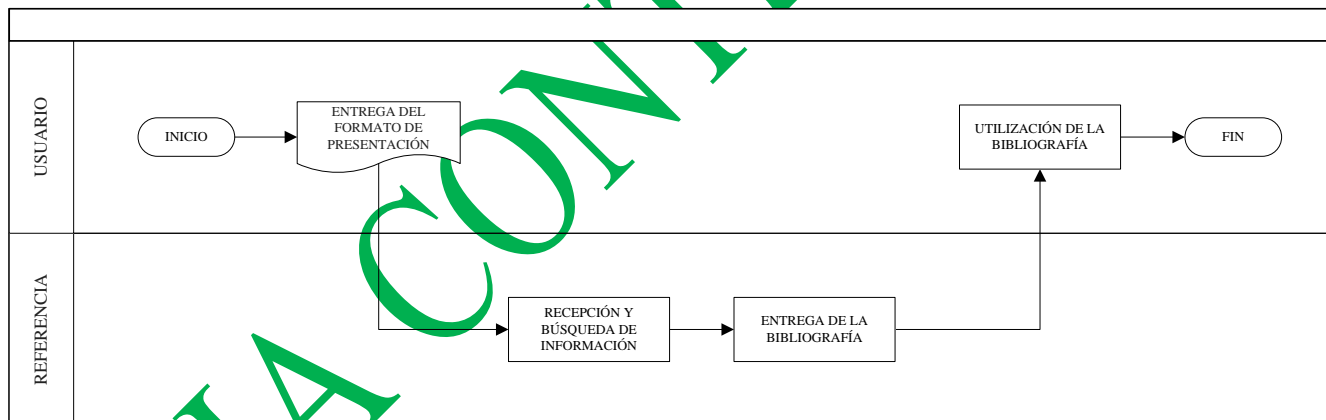 USUARIO
INICIO
ENTREGA DEL
FORMATO DE
PRESENTACIÓN
UTILIZACIÓN DE LA
BIBLIOGRAFÍA
FIN
REFERENCIA
RECEPCIÓN Y
BÚSQUEDA DE
INFORMACIÓN
ENTREGA DE LA
BIBLIOGRAFÍA